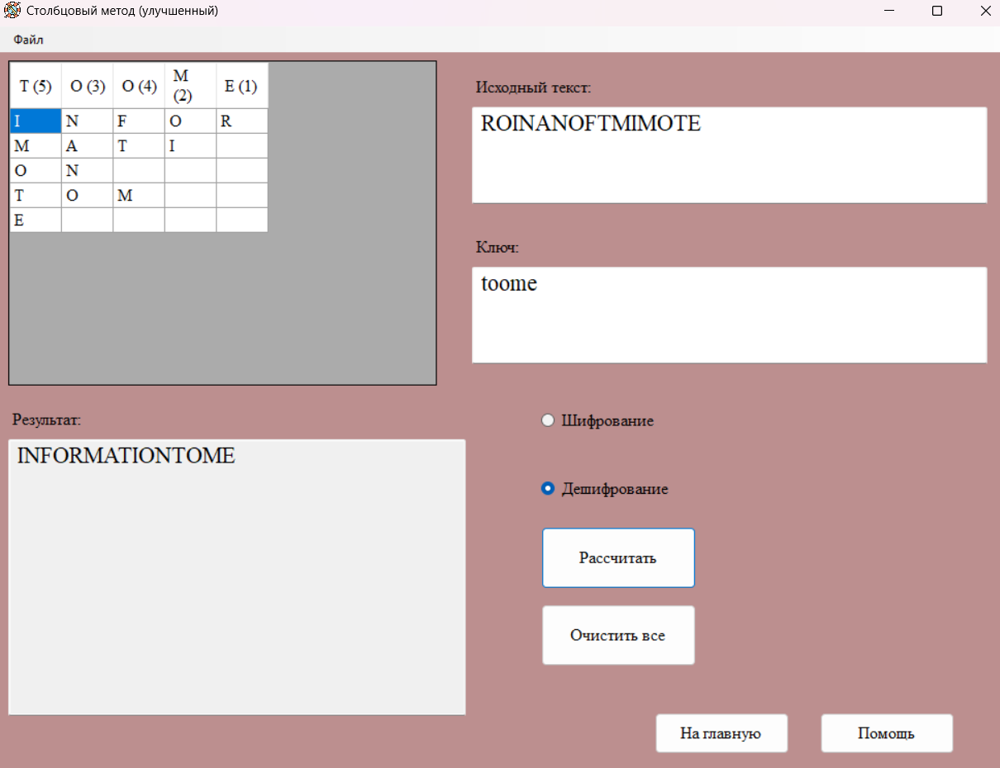 Столбцовый метод (улучшенный)
Файл
T (5) O (3) O (4) M (2) E (1)
I N F O R
M A T I
O N
T O M
E
Исходный текст:
ROINANOFTMIMOTE
Ключ:
toome
Результат:
INFORMATIONTOME
Шифрование
Дешифрование
Рассчитать
Очистить все
На главную
Помощь